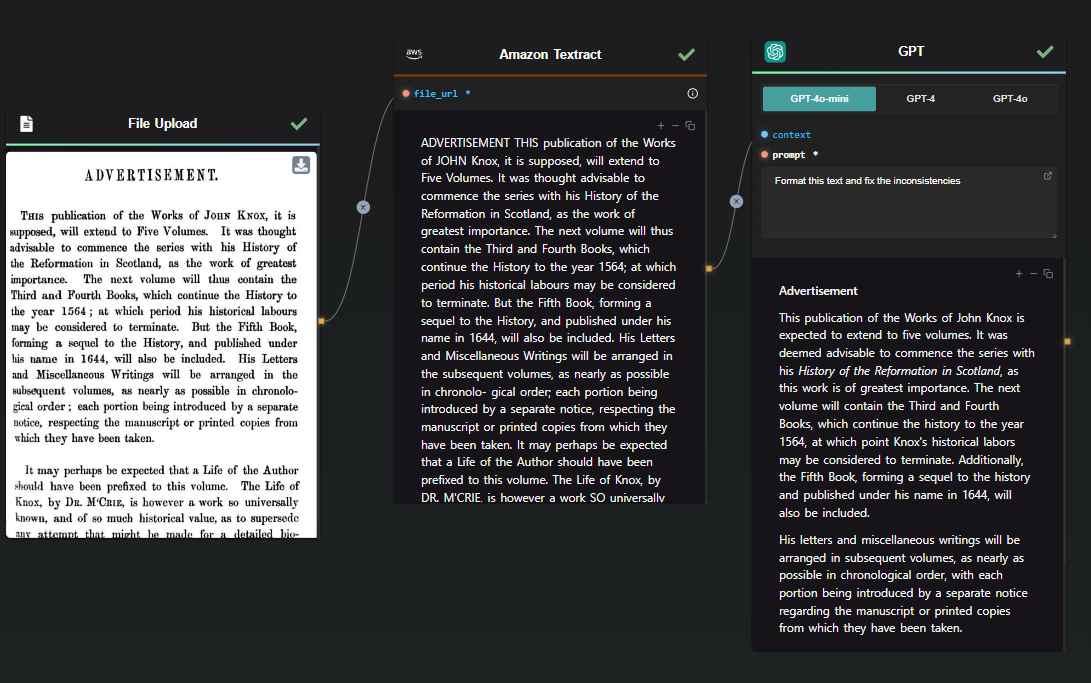 File Upload
ADVERTISEMENT.
THIS publication of the Works of JOHN KNOX, it is
supposed, will extend to Five Volumes. It was thought
advisable to commence the series with his History of
the Reformation in Scotland, as the work of greatest
importance. The next volume will thus contain the
Third and Fourth Books, which continue the History to
the year 1564 ; at which period his historical labours
may be considered to terminate. But the Fifth Book,
forming a sequel to the History, and published under
his name in 1644, will also be included. His Letters
and Miscellaneous Writings will be arranged in the
subsequent volumes, as nearly as possible in chronolo-
gical order ; each portion being introduced by a separate
notice, respecting the manuscript or printed copies from
which they have been taken.
It may perhaps be expected that a Life of the Author
should have been prefixed to this volume. The Life of
Knox, by DR. M'CRIE, is however a work so universally
known, and of so much historical value, as to supersede
any attempt that might be made for a detailed bio-
aws
Amazon Textract
file_url *
ADVERTISEMENT THIS publication of the Works
of JOHN Knox, it is supposed, will extend to
Five Volumes. It was thought advisable to
commence the series with his History of the
Reformation in Scotland, as the work of
greatest importance. The next volume will thus
contain the Third and Fourth Books, which
continue the History to the year 1564; at which
period his historical labours may be considered
to terminate. But the Fifth Book, forming a
sequel to the History, and published under his
name in 1644, will also be included. His Letters
and Miscellaneous Writings will be arranged in
the subsequent volumes, as nearly as possible
in chronolo- gical order; each portion being
introduced by a separate notice, respecting the
manuscript or printed copies from which they
have been taken. It may perhaps be expected
that a Life of the Author should have been
prefixed to this volume. The Life of Knox, by
DR. M'CRIE, is however a work SO universally
GPT
GPT-4o-mini GPT-4 GPT-4o
context
prompt *
Format this text and fix the inconsistencies
Advertisement
This publication of the Works of John Knox is
expected to extend to five volumes. It was
deemed advisable to commence the series with
his History of the Reformation in Scotland, as
this work is of greatest importance. The next
volume will contain the Third and Fourth
Books, which continue the history to the year
1564, at which point Knox's historical labors
may be considered to terminate. Additionally,
the Fifth Book, forming a sequel to the history
and published under his name in 1644, will
also be included.
His letters and miscellaneous writings will be
arranged in subsequent volumes, as nearly as
possible in chronological order, with each
portion being introduced by a separate notice
regarding the manuscript or printed copies
from which they have been taken.